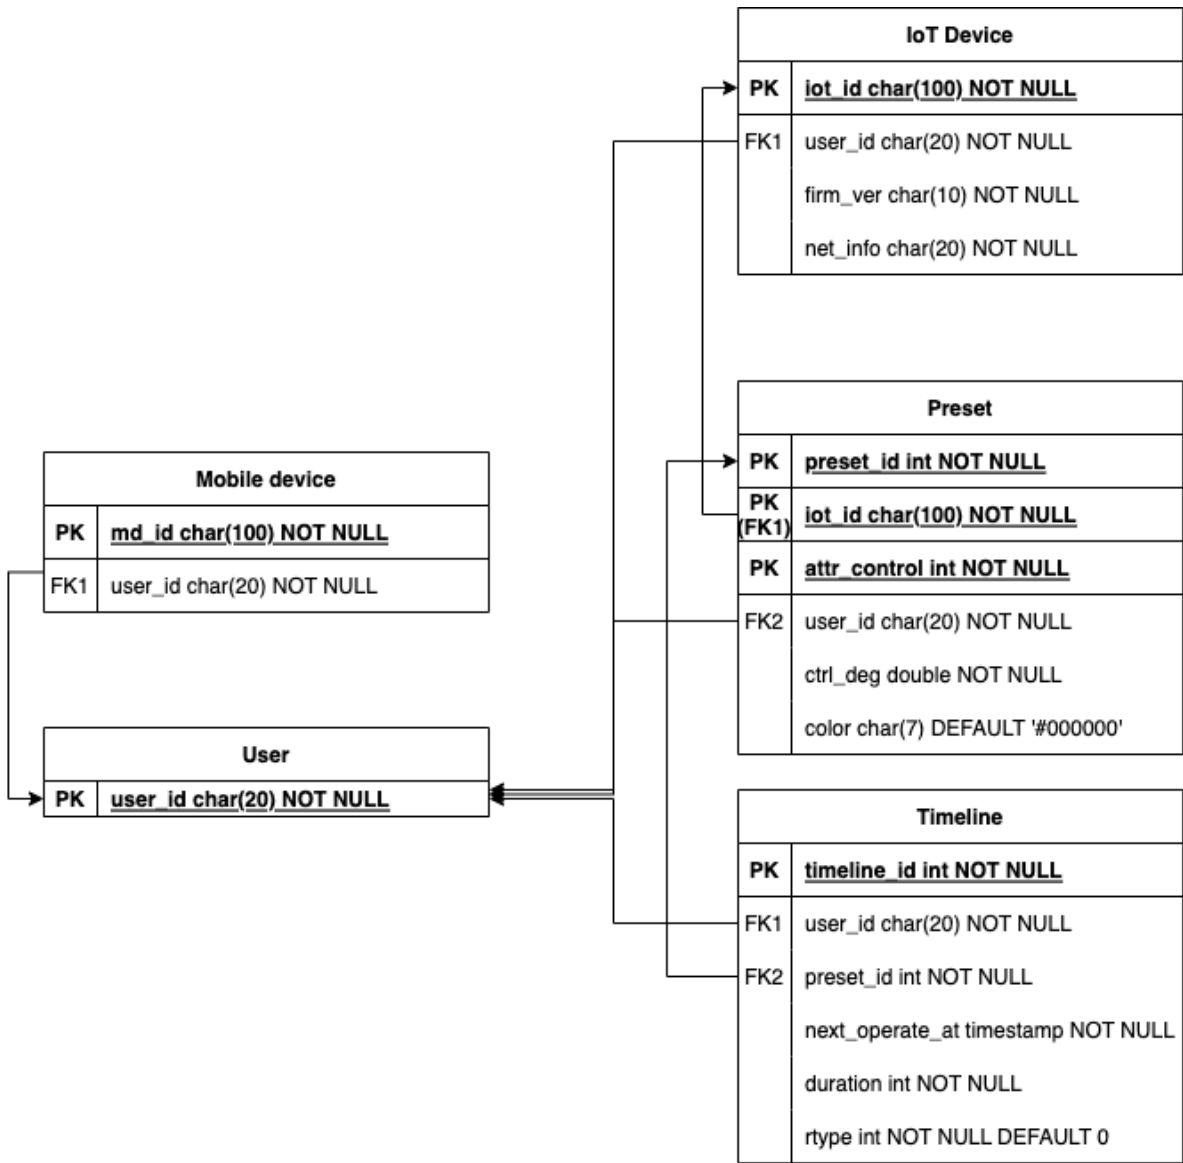 IoT Device
PK iot_id char(100) NOT NULL
FK1 user_id char(20) NOT NULL
firm_ver char(10) NOT NULL
net_info char(20) NOT NULL
Preset
PK preset_id int NOT NULL
PK
(FK1) iot_id char(100) NOT NULL
PK attr_control int NOT NULL
FK2 user_id char(20) NOT NULL
ctrl_deg double NOT NULL
color char(7) DEFAULT '#000000'
Mobile device
PK md_id char(100) NOT NULL
FK1 user_id char(20) NOT NULL
User
PK user_id char(20) NOT NULL
Timeline
PK timeline_id int NOT NULL
FK1 user_id char(20) NOT NULL
FK2 preset_id int NOT NULL
next_operate_at timestamp NOT NULL
duration int NOT NULL
rtype int NOT NULL DEFAULT 0